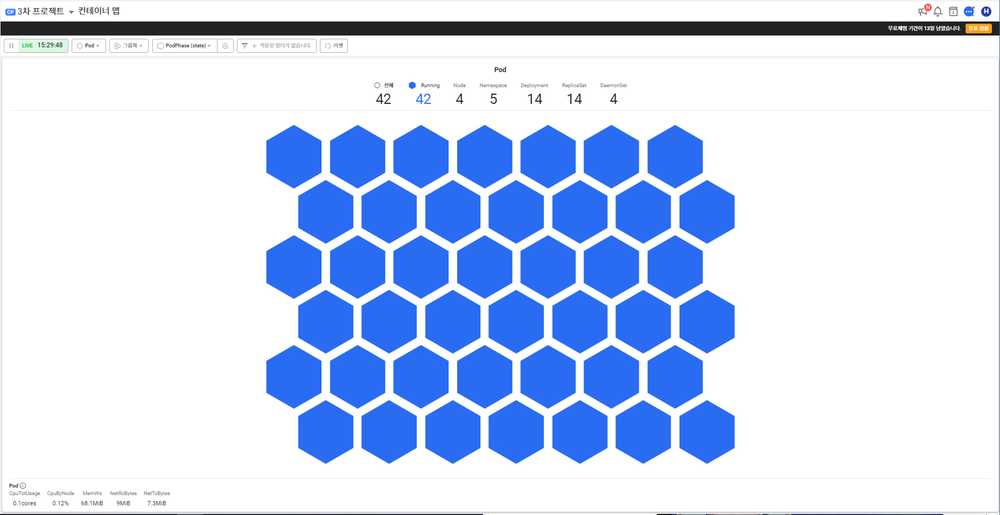 CP 3차 프로젝트 컨테이너 맵
N
H
무료체험 기간이 13일 남았습니다. 유료 전환
LIVE 15:29:48 Pod 그룹화 PodPhase (state) 적용된 필터가 없습니다. 리셋
Pod
전체 Running Node Namespace Deployment ReplicaSet DaemonSet
42 42 4 5 14 14 4
Pod
CpuTotUsage CpuByNode MemWs NetRxBytes NetTxBytes
0.1cores 0.12% 68.1MiB 9MiB 7.3MiB